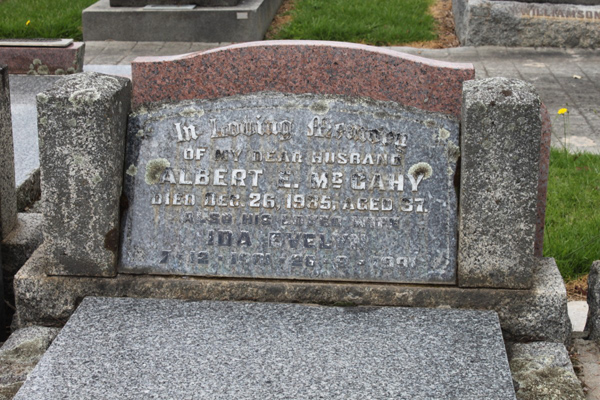 WILLIAMSON
In Loving Memory
OF MY DEAR HUSBAND
ALBERT McGAHY
DIED DEC. 26, 1935, AGED 37.
ALSO HIS WIFE
IDA EVELYN